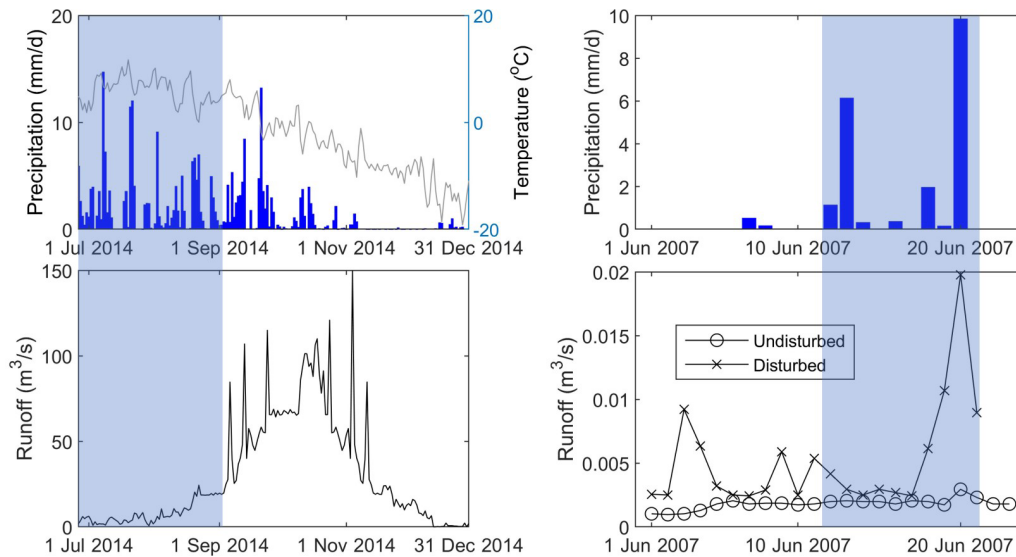 Precipitation (mm/d)
20
10
0
20
0
-20
Temperature (°C)
1 Jul 2014
1 Sep 2014
1 Nov 2014
31 Dec 2014
Precipitation (mm/d)
10
8
6
4
2
0
1 Jun 2007
10 Jun 2007
20 Jun 2007
Runoff (m³/s)
150
100
50
0
1 Jul 2014
1 Sep 2014
1 Nov 2014
31 Dec 2014
Runoff (m³/s)
0.02
0.015
0.01
0.005
0
Undisturbed
Disturbed
1 Jun 2007
10 Jun 2007
20 Jun 2007